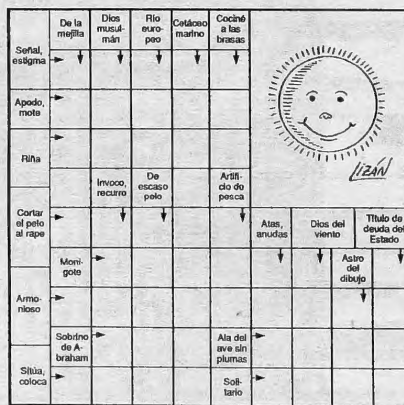 De la
mejilla
Dios
musul-
mán
Río
euro-
peo
Cetáceo
marino
Cociné
a las
brasas
Señal,
estigma
Apodo,
mote
Riña
LIZÁN
Invoco,
recurro
De
escaso
pelo
Artifi-
cio de
pesca
Cortar
el pelo
al rape
Atas,
anudas
Dios del
viento
Título de
deuda del
Estado
Moni-
gote
Astro
del
dibujo
Armo-
nioso
Sobrino
de A-
braham
Ala del
ave sin
plumas
Sitúa,
coloca
Soli-
tario